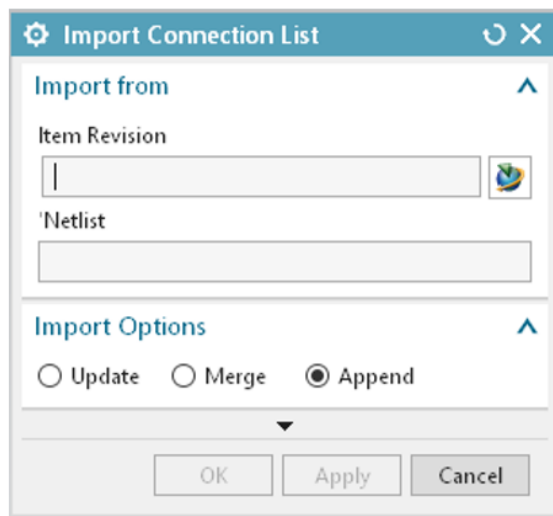 Import Connection List
Import from
Item Revision
'Netlist
Import Options
Update Merge Append
OK Apply Cancel